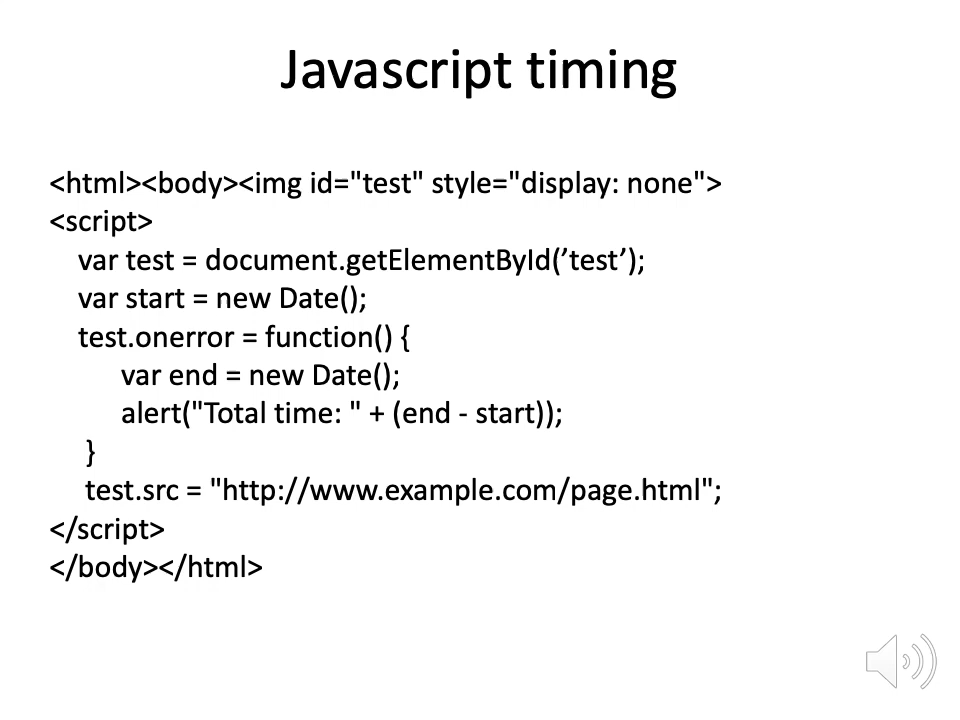 Javascript timing
<html><body><img id="test" style="display: none">
<script>
var test = document.getElementById(’test’);
var start = new Date();
test.onerror = function() {
var end = new Date();
alert("Total time: " + (end - start));
}
test.src = "http://www.example.com/page.html";
</script>
</body></html>